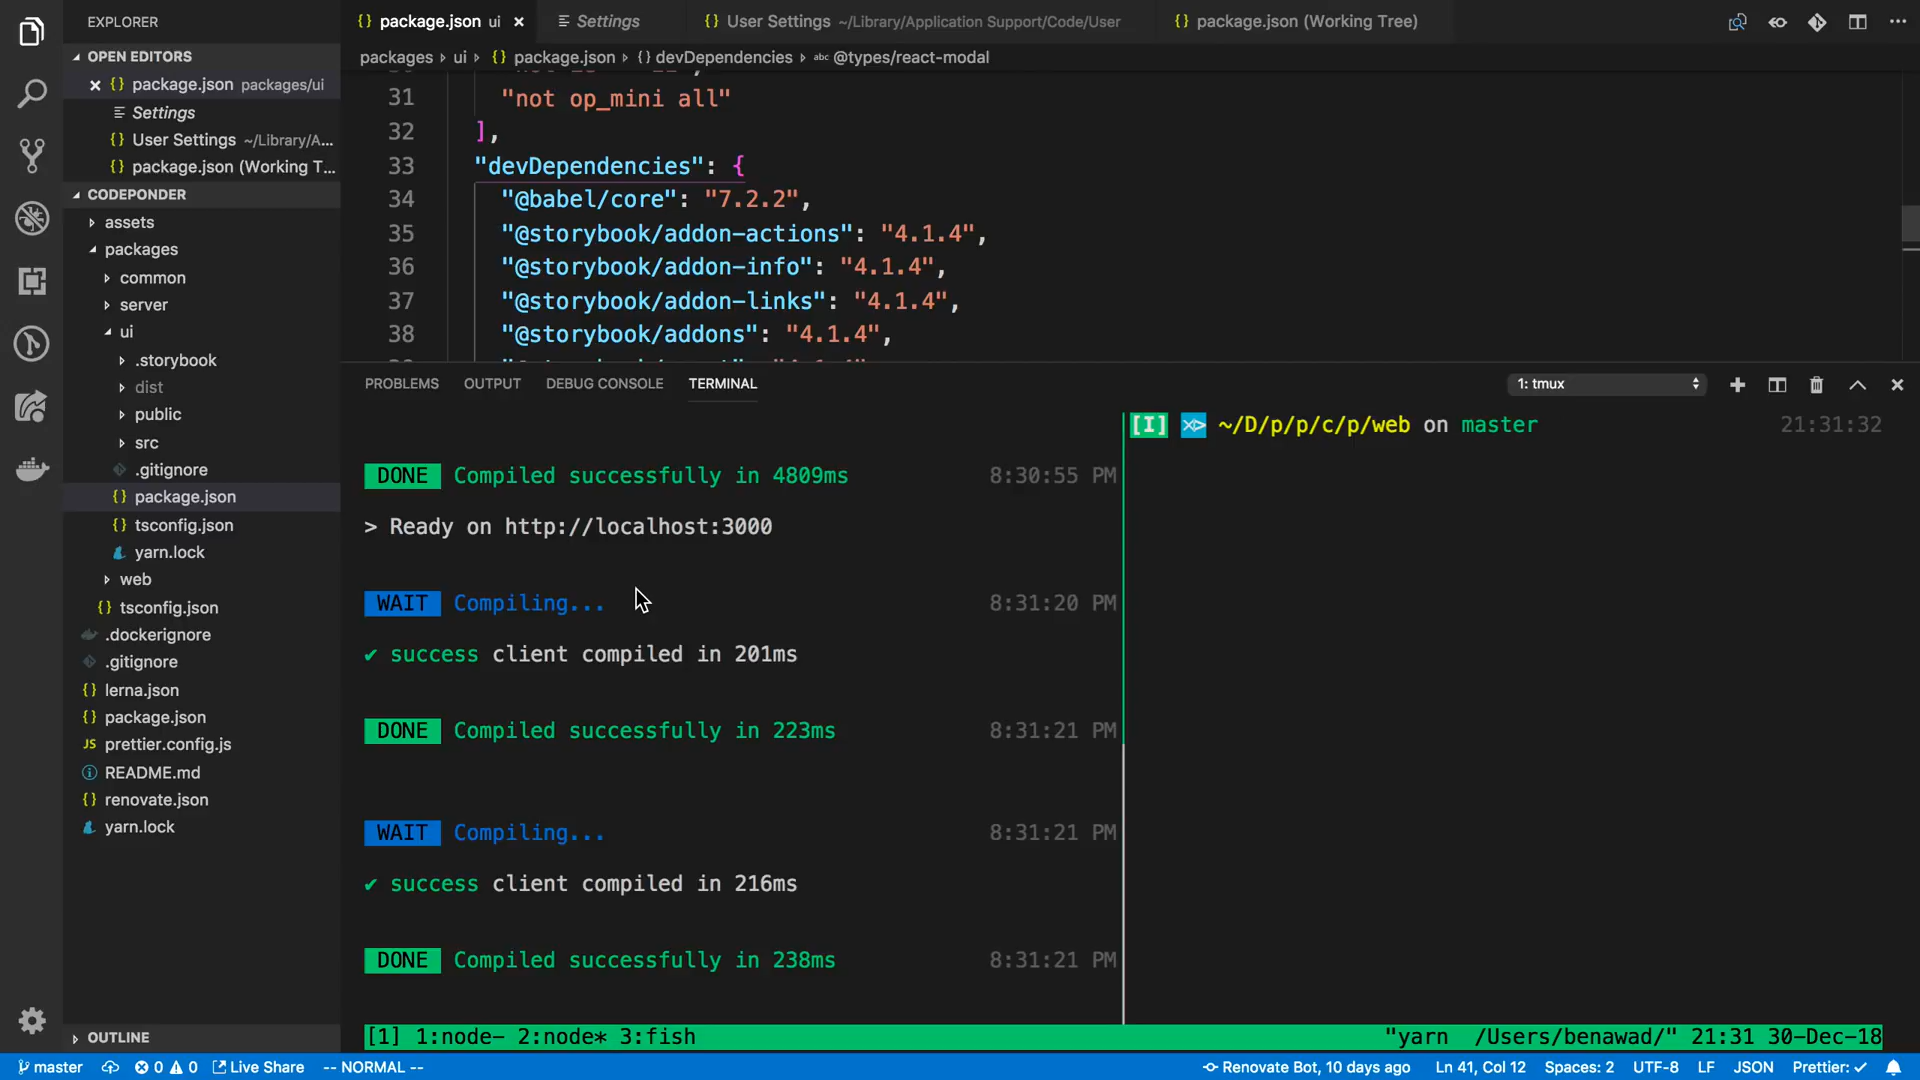 EXPLORER
OPEN EDITORS
package.json packages/ui
Settings
User Settings ~/Library/A...
package.json (Working T...
CODEPONDER
assets
packages
common
server
ui
.storybook
dist
public
src
.gitignore
package.json
tsconfig.json
yarn.lock
web
tsconfig.json
.dockerignore
.gitignore
lerna.json
package.json
JS prettier.config.js
README.md
renovate.json
yarn.lock
OUTLINE
package.json ui
Settings
User Settings ~/Library/Application Support/Code/User
package.json (Working Tree)
packages › ui › {} package.json › {} devDependencies › abc @types/react-modal
31 "not op_mini all"
32 ],
33 "devDependencies": {
34 "@babel/core": "7.2.2",
35 "@storybook/addon-actions": "4.1.4",
36 "@storybook/addon-info": "4.1.4",
37 "@storybook/addon-links": "4.1.4",
38 "@storybook/addons": "4.1.4",
PROBLEMS OUTPUT DEBUG CONSOLE TERMINAL
1: tmux
DONE Compiled successfully in 4809ms 8:30:55 PM
> Ready on http://localhost:3000
WAIT Compiling... 8:31:20 PM
✔ success client compiled in 201ms
DONE Compiled successfully in 223ms 8:31:21 PM
WAIT Compiling... 8:31:21 PM
✔ success client compiled in 216ms
DONE Compiled successfully in 238ms 8:31:21 PM
[I] ~/D/p/p/c/p/web on master 21:31:32
[1] 1:node- 2:node* 3:fish "yarn  /Users/benawad/" 21:31 30-Dec-18
master 0 0 Live Share -- NORMAL -- Renovate Bot, 10 days ago Ln 41, Col 12 Spaces: 2 UTF-8 LF JSON Prettier: ✓